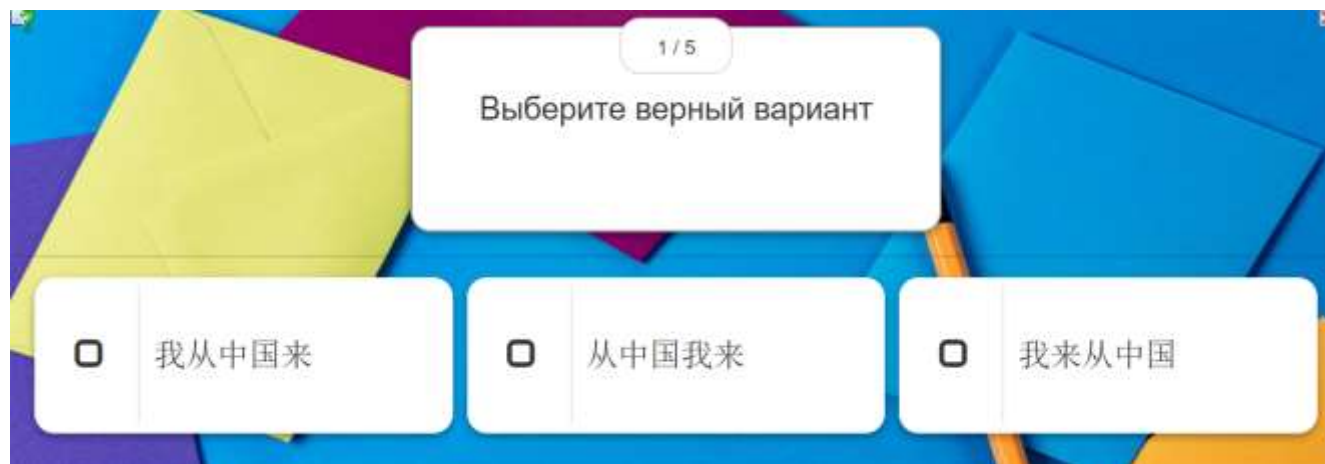 1 / 5
Выберите верный вариант
我从中国来
从中国我来
我来从中国